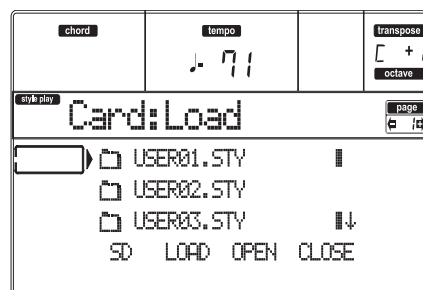 chord tempo transpose
♩- 71 C +
octave
style play Card:Load page
USER01.STY
USER02.STY
USER03.STY
SD LOAD OPEN CLOSE